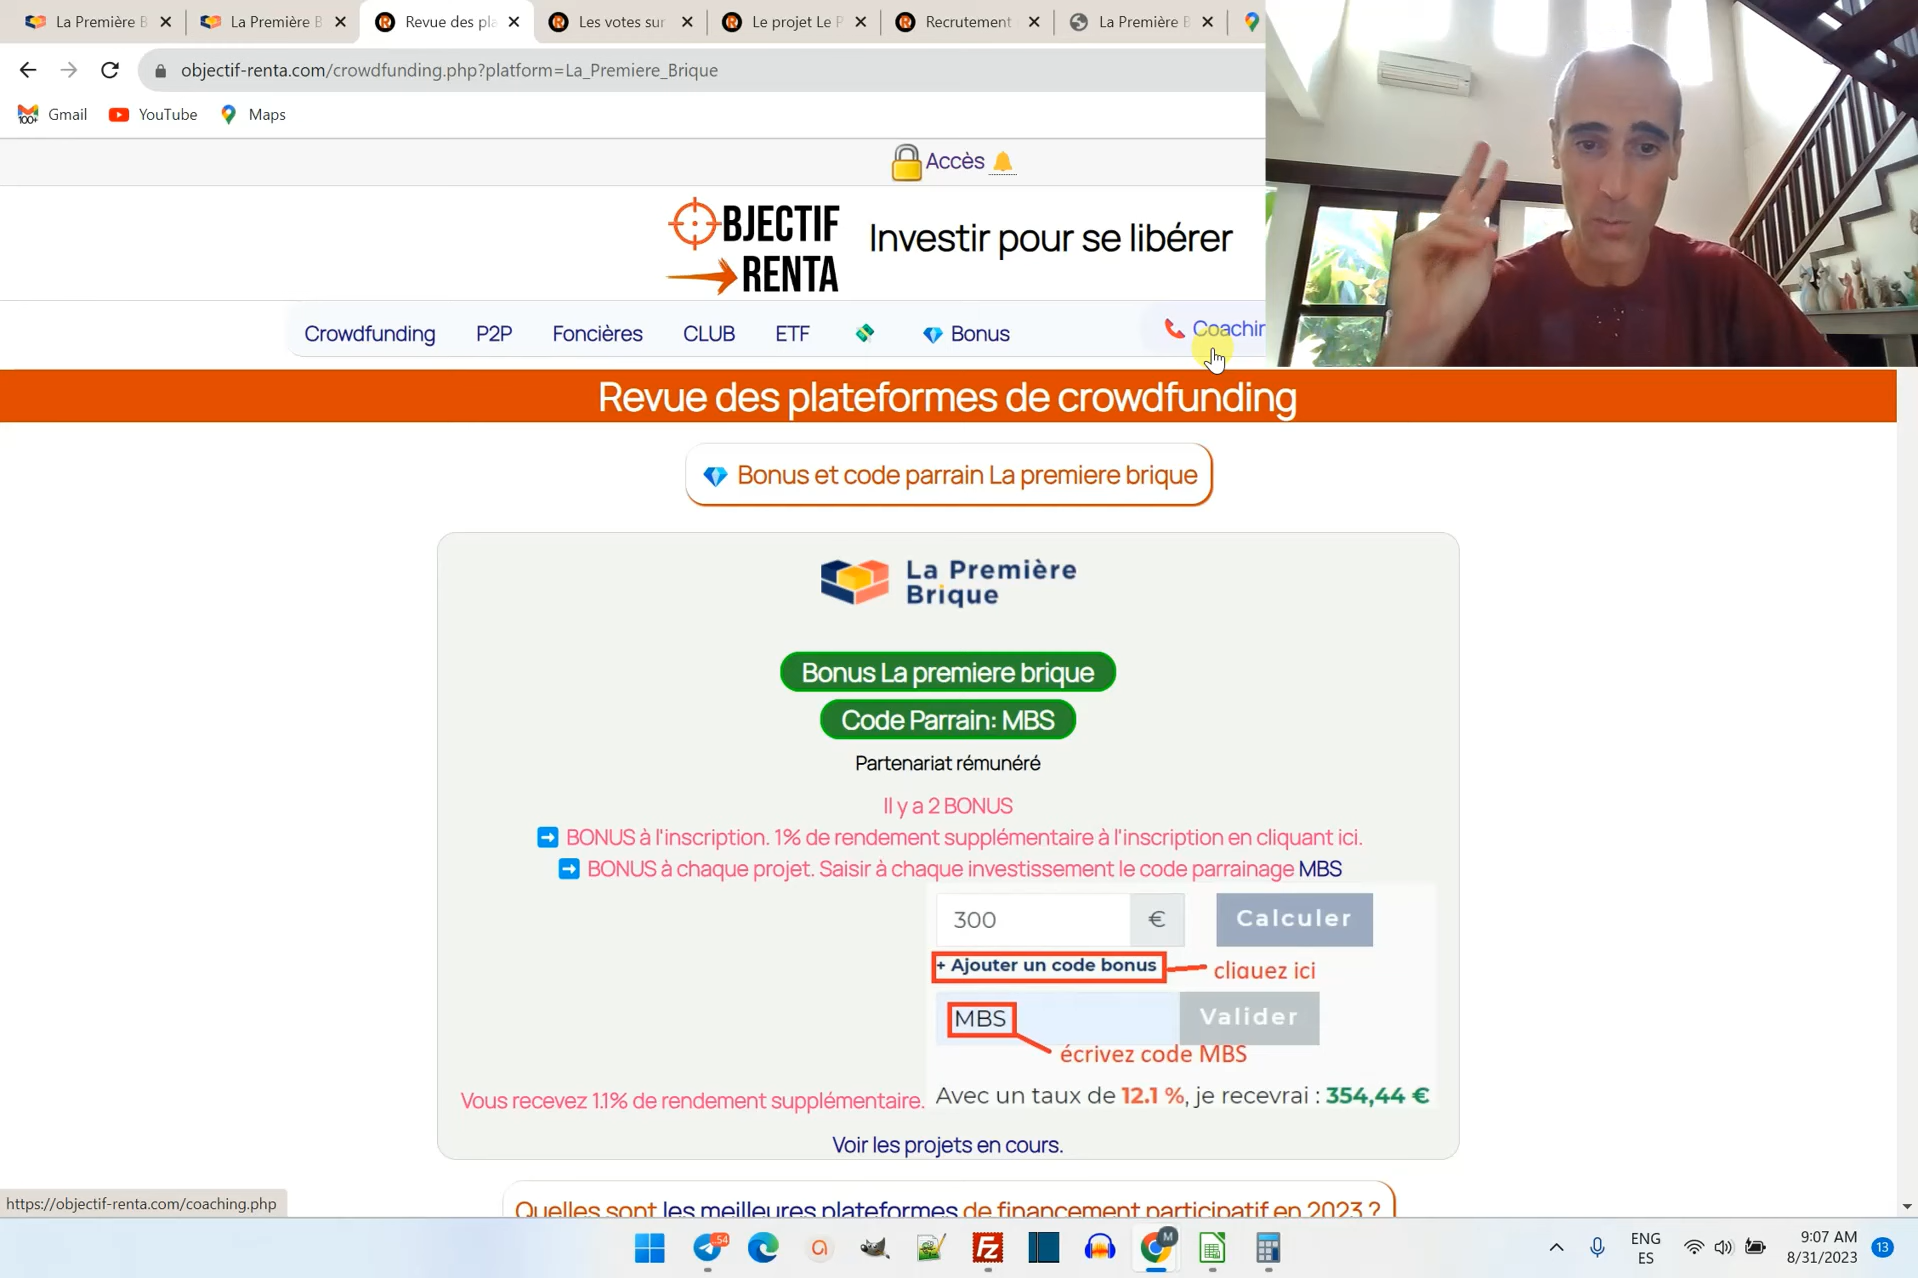 La Première B
La Première B
Revue des pla
Les votes sur
Le projet Le P
Recrutement
La Première B
objectif-renta.com/crowdfunding.php?platform=La_Premiere_Brique
Gmail
YouTube
Maps
Accès
OBJECTIF
RENTA
Investir pour se libérer
Crowdfunding
P2P
Foncières
CLUB
ETF
Bonus
Coachin
Revue des plateformes de crowdfunding
Bonus et code parrain La premiere brique
La Première
Brique
Bonus La premiere brique
Code Parrain: MBS
Partenariat rémunéré
Il y a 2 BONUS
BONUS à l'inscription. 1% de rendement supplémentaire à l'inscription en cliquant ici.
BONUS à chaque projet. Saisir à chaque investissement le code parrainage MBS
300 €
Calculer
+ Ajouter un code bonus
cliquez ici
MBS
Valider
écrivez code MBS
Vous recevez 1.1% de rendement supplémentaire.
Avec un taux de 12.1 %, je recevrai : 354,44 €
Voir les projets en cours.
Quelles sont les meilleures plateformes de financement participatif en 2023 ?
https://objectif-renta.com/coaching.php
54
M
ENG
ES
9:07 AM
8/31/2023
13